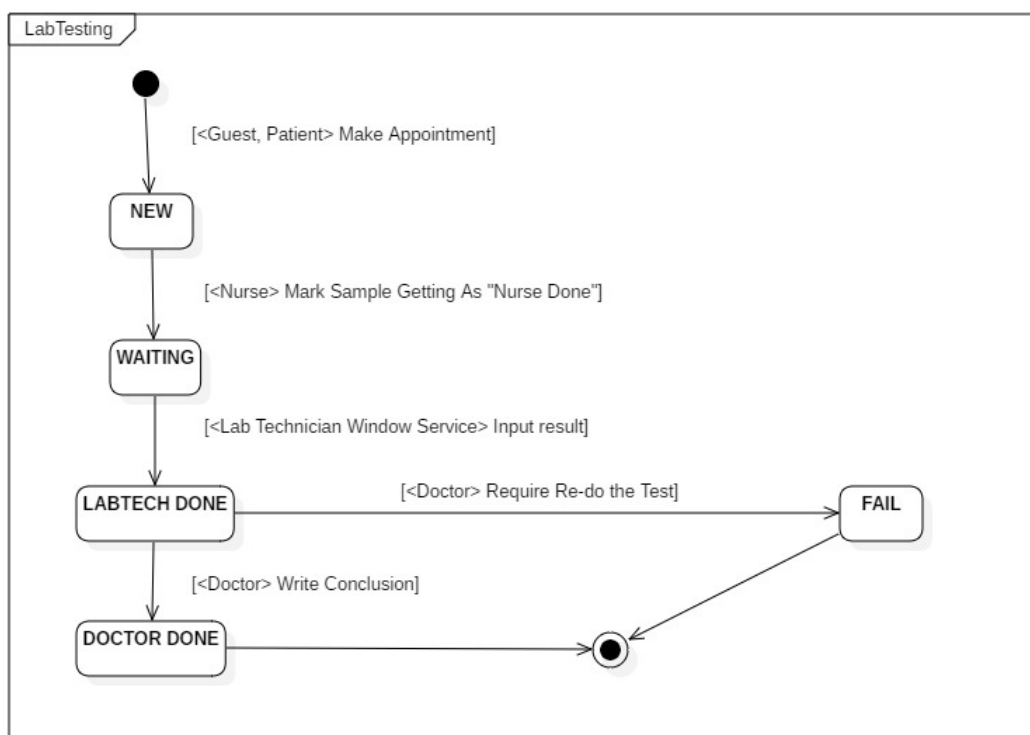 LabTesting
[<Guest, Patient> Make Appointment]
NEW
[<Nurse> Mark Sample Getting As "Nurse Done"]
WAITING
[<Lab Technician Window Service> Input result]
LABTECH DONE
[<Doctor> Require Re-do the Test]
FAIL
[<Doctor> Write Conclusion]
DOCTOR DONE